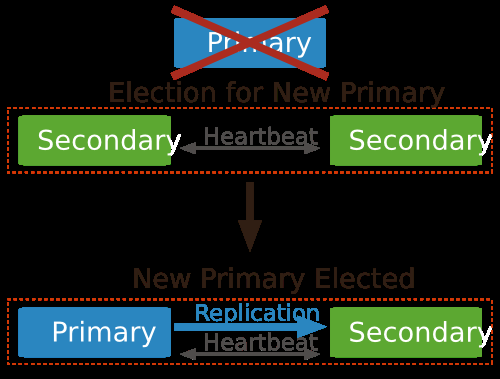 Primary
Election for New Primary
Secondary Heartbeat Secondary
New Primary Elected
Replication
Primary Heartbeat Secondary